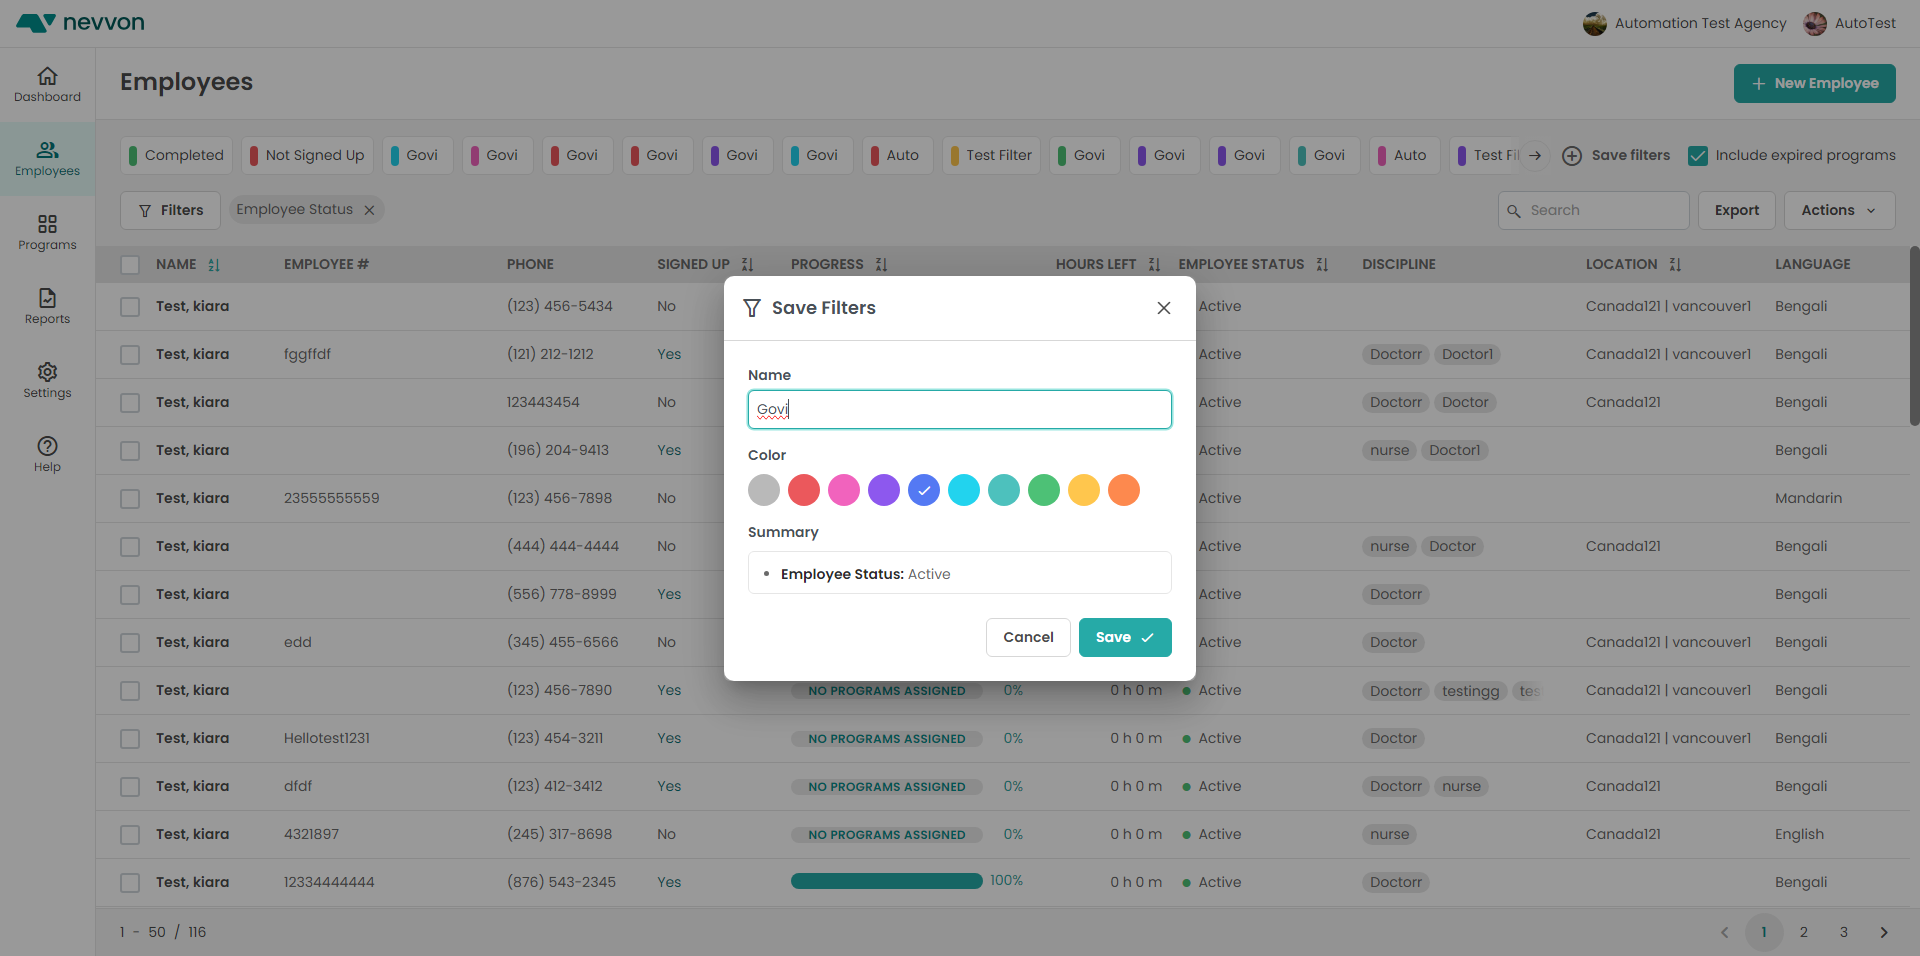 nevvon
Automation Test Agency AutoTest
Dashboard
Employees
Programs
Reports
Settings
Help
Employees
New Employee
Completed Not Signed Up Govi Govi Govi Govi Govi Govi Auto Test Filter Govi Govi Govi Govi Auto Test Fil Save filters Include expired programs
Filters Employee Status Search Export Actions
NAME EMPLOYEE # PHONE SIGNED UP PROGRESS HOURS LEFT EMPLOYEE STATUS DISCIPLINE LOCATION LANGUAGE
Test, kiara (123) 456-5434 No Active Canada121 | vancouver1 Bengali
Test, kiara fggffdf (121) 212-1212 Yes Active Doctorr Doctor1 Canada121 | vancouver1 Bengali
Test, kiara 123443454 No Active Doctorr Doctor Canada121 Bengali
Test, kiara (196) 204-9413 Yes Active nurse Doctor1 Bengali
Test, kiara 23555555559 (123) 456-7898 No Active Mandarin
Test, kiara (444) 444-4444 No Active nurse Doctor Canada121 Bengali
Test, kiara (556) 778-8999 Yes Active Doctorr Bengali
Test, kiara edd (345) 455-6566 No Active Doctor Canada121 | vancouver1 Bengali
Test, kiara (123) 456-7890 Yes NO PROGRAMS ASSIGNED 0% 0 h 0 m Active Doctorr testingg tes Canada121 | vancouver1 Bengali
Test, kiara Hellotest1231 (123) 454-3211 Yes NO PROGRAMS ASSIGNED 0% 0 h 0 m Active Doctor Canada121 | vancouver1 Bengali
Test, kiara dfdf (123) 412-3412 Yes NO PROGRAMS ASSIGNED 0% 0 h 0 m Active Doctorr nurse Canada121 Bengali
Test, kiara 4321897 (245) 317-8698 No NO PROGRAMS ASSIGNED 0% 0 h 0 m Active nurse Canada121 English
Test, kiara 12334444444 (876) 543-2345 Yes 100% 0 h 0 m Active Doctorr Bengali
1 - 50 / 116
1 2 3
Save Filters
Name
Govi
Color
Summary
Employee Status: Active
Cancel Save